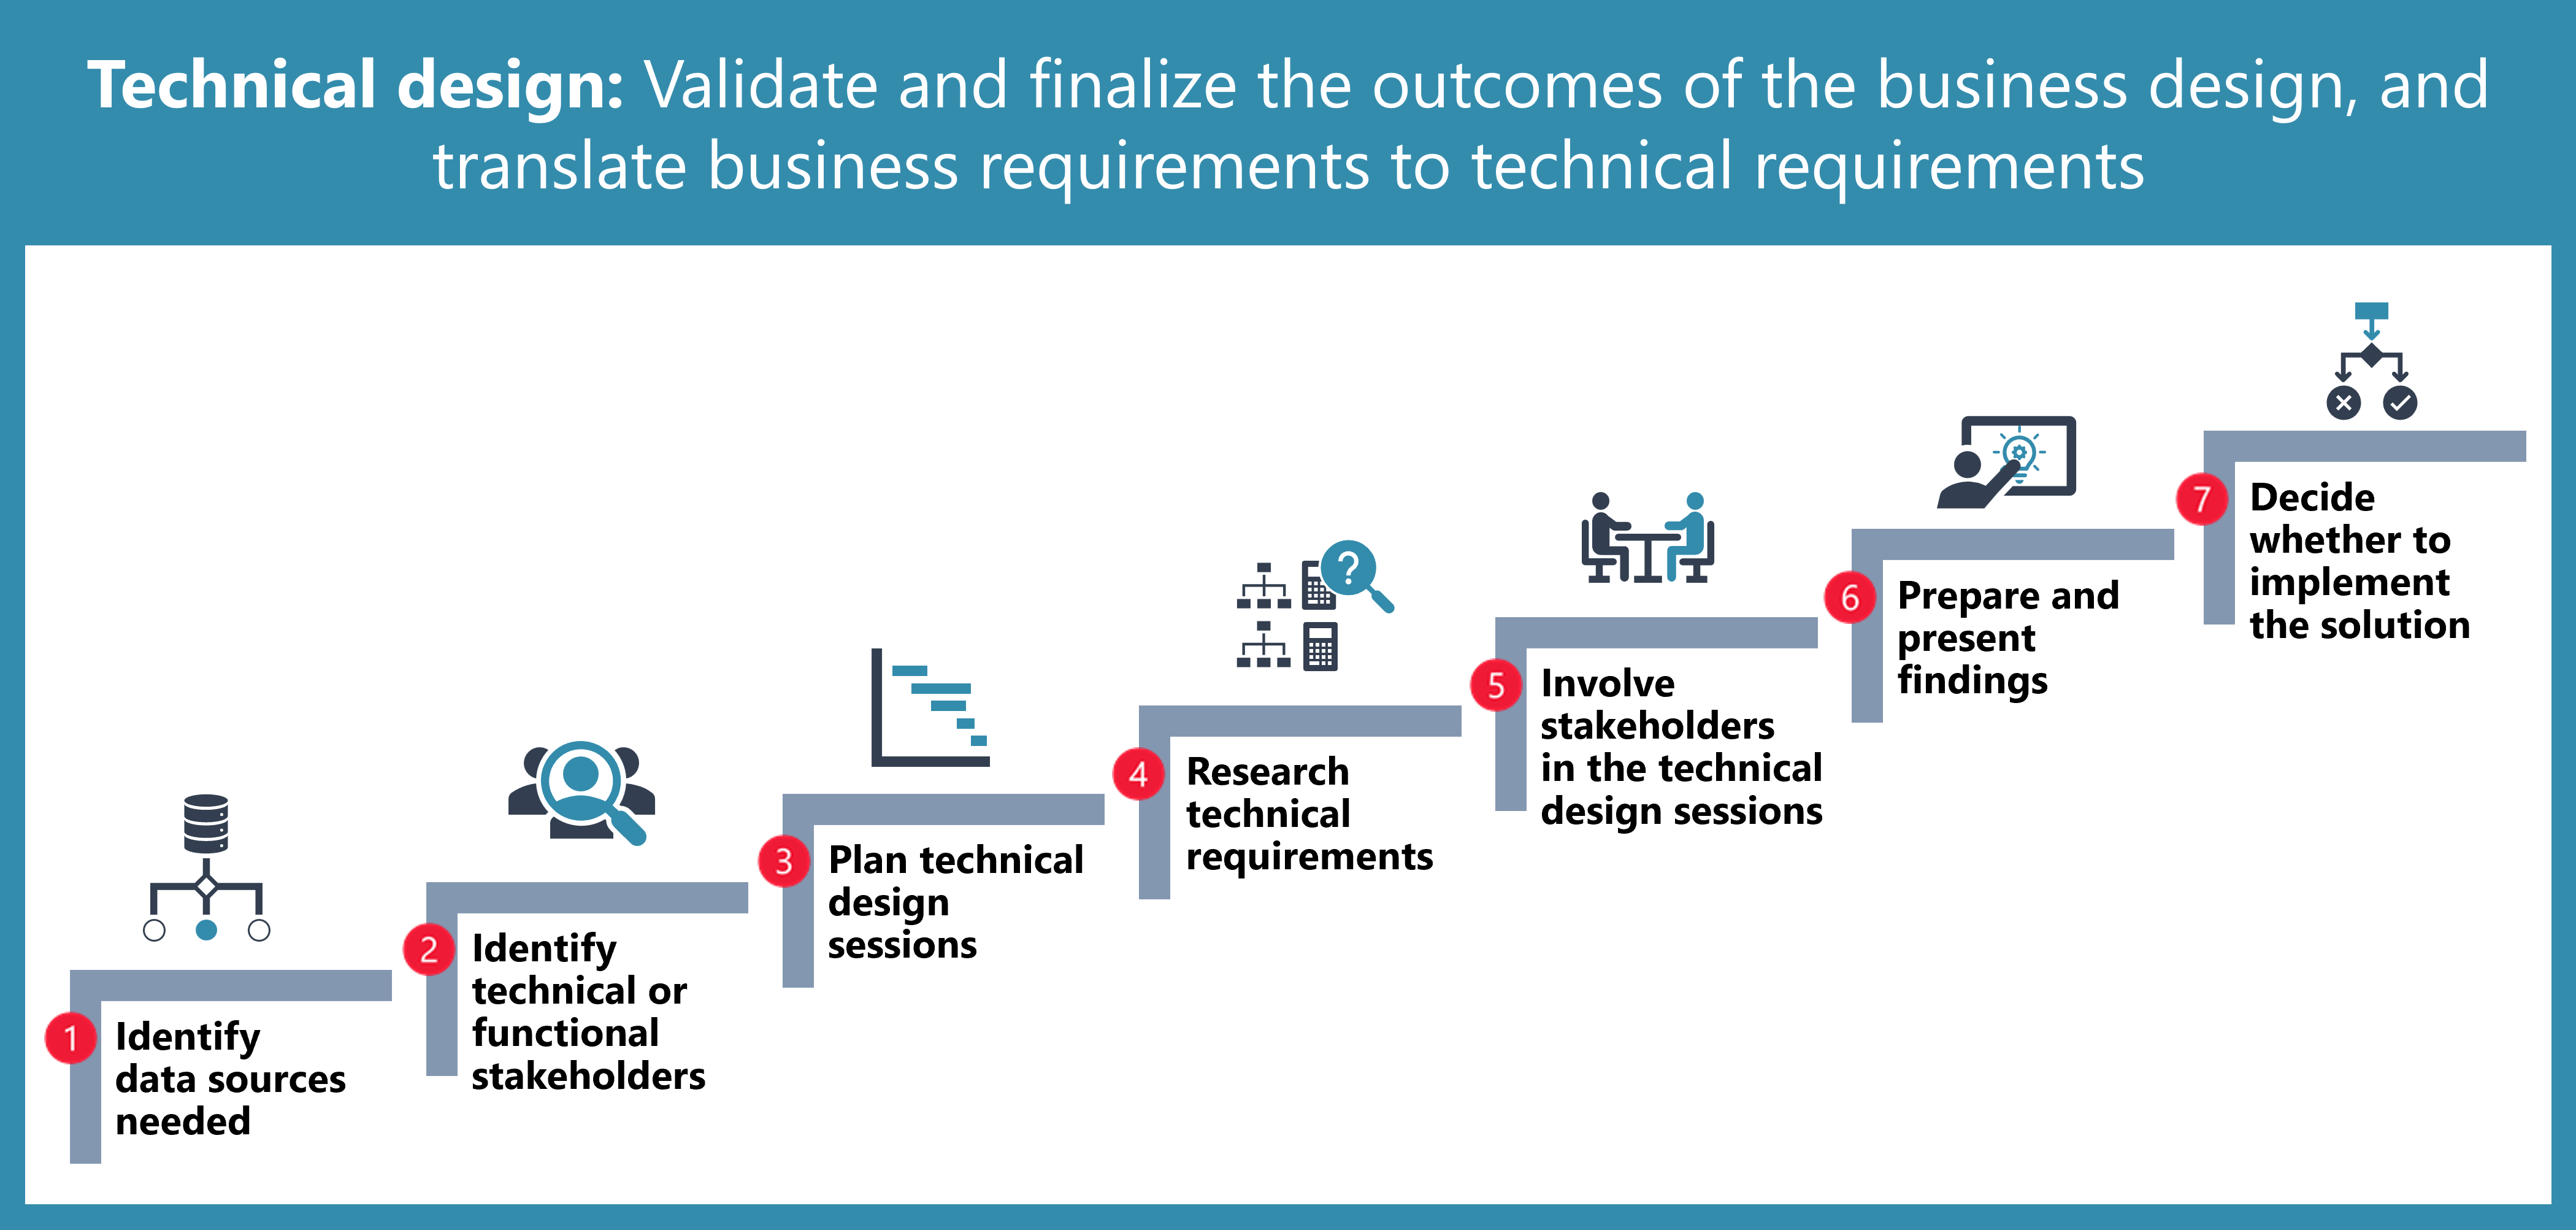 Technical design: Validate and finalize the outcomes of the business design, and
translate business requirements to technical requirements
1
Identify
data sources
needed
2
Identify
technical or
functional
stakeholders
3
Plan technical
design
sessions
4
Research
technical
requirements
?
5
Involve
stakeholders
in the technical
design sessions
6
Prepare and
present
findings
7
Decide
whether to
implement
the solution